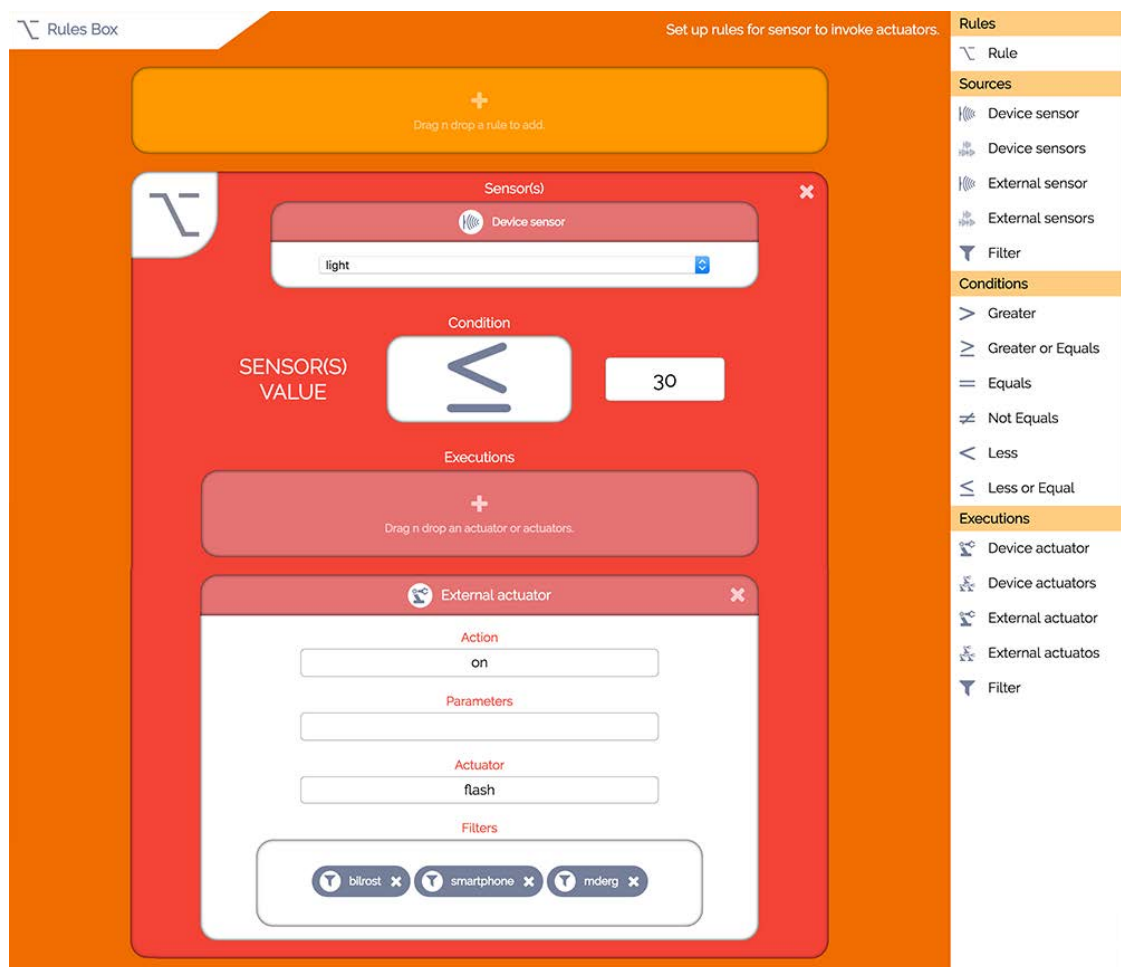 Rules Box
Set up rules for sensor to invoke actuators.
Drag n drop a rule to add.
Sensor(s)
Device sensor
light
Condition
SENSOR(S)
VALUE
≤
30
Executions
Drag n drop an actuator or actuators.
External actuator
Action
on
Parameters
Actuator
flash
Filters
bilrost
smartphone
mderg
Rules
Rule
Sources
Device sensor
Device sensors
External sensor
External sensors
Filter
Conditions
> Greater
≥ Greater or Equals
= Equals
≠ Not Equals
< Less
≤ Less or Equal
Executions
Device actuator
Device actuators
External actuator
External actuatos
Filter